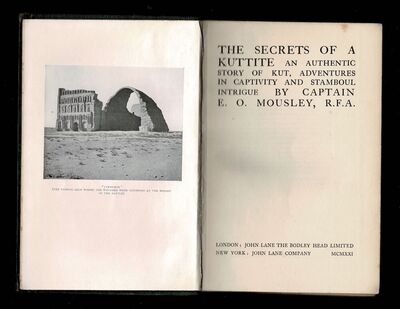 "CTESIPHON"
THE SECRETS OF A
KUTTITE AN AUTHENTIC
STORY OF KUT, ADVENTURES
IN CAPTIVITY AND STAMBOUL
INTRIGUE BY CAPTAIN
E. O. MOUSLEY, R.F.A.
LONDON: JOHN LANE THE BODLEY HEAD LIMITED
NEW YORK: JOHN LANE COMPANY MCMXXI